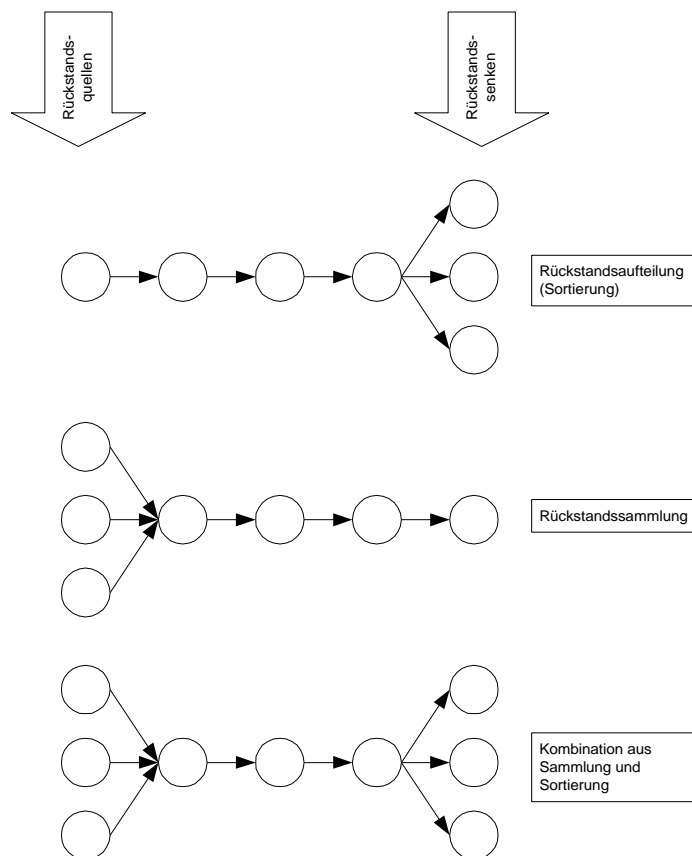 Rückstands-
quellen
Rückstands-
senken
Rückstandsaufteilung
(Sortierung)
Rückstandssammlung
Kombination aus
Sammlung und
Sortierung